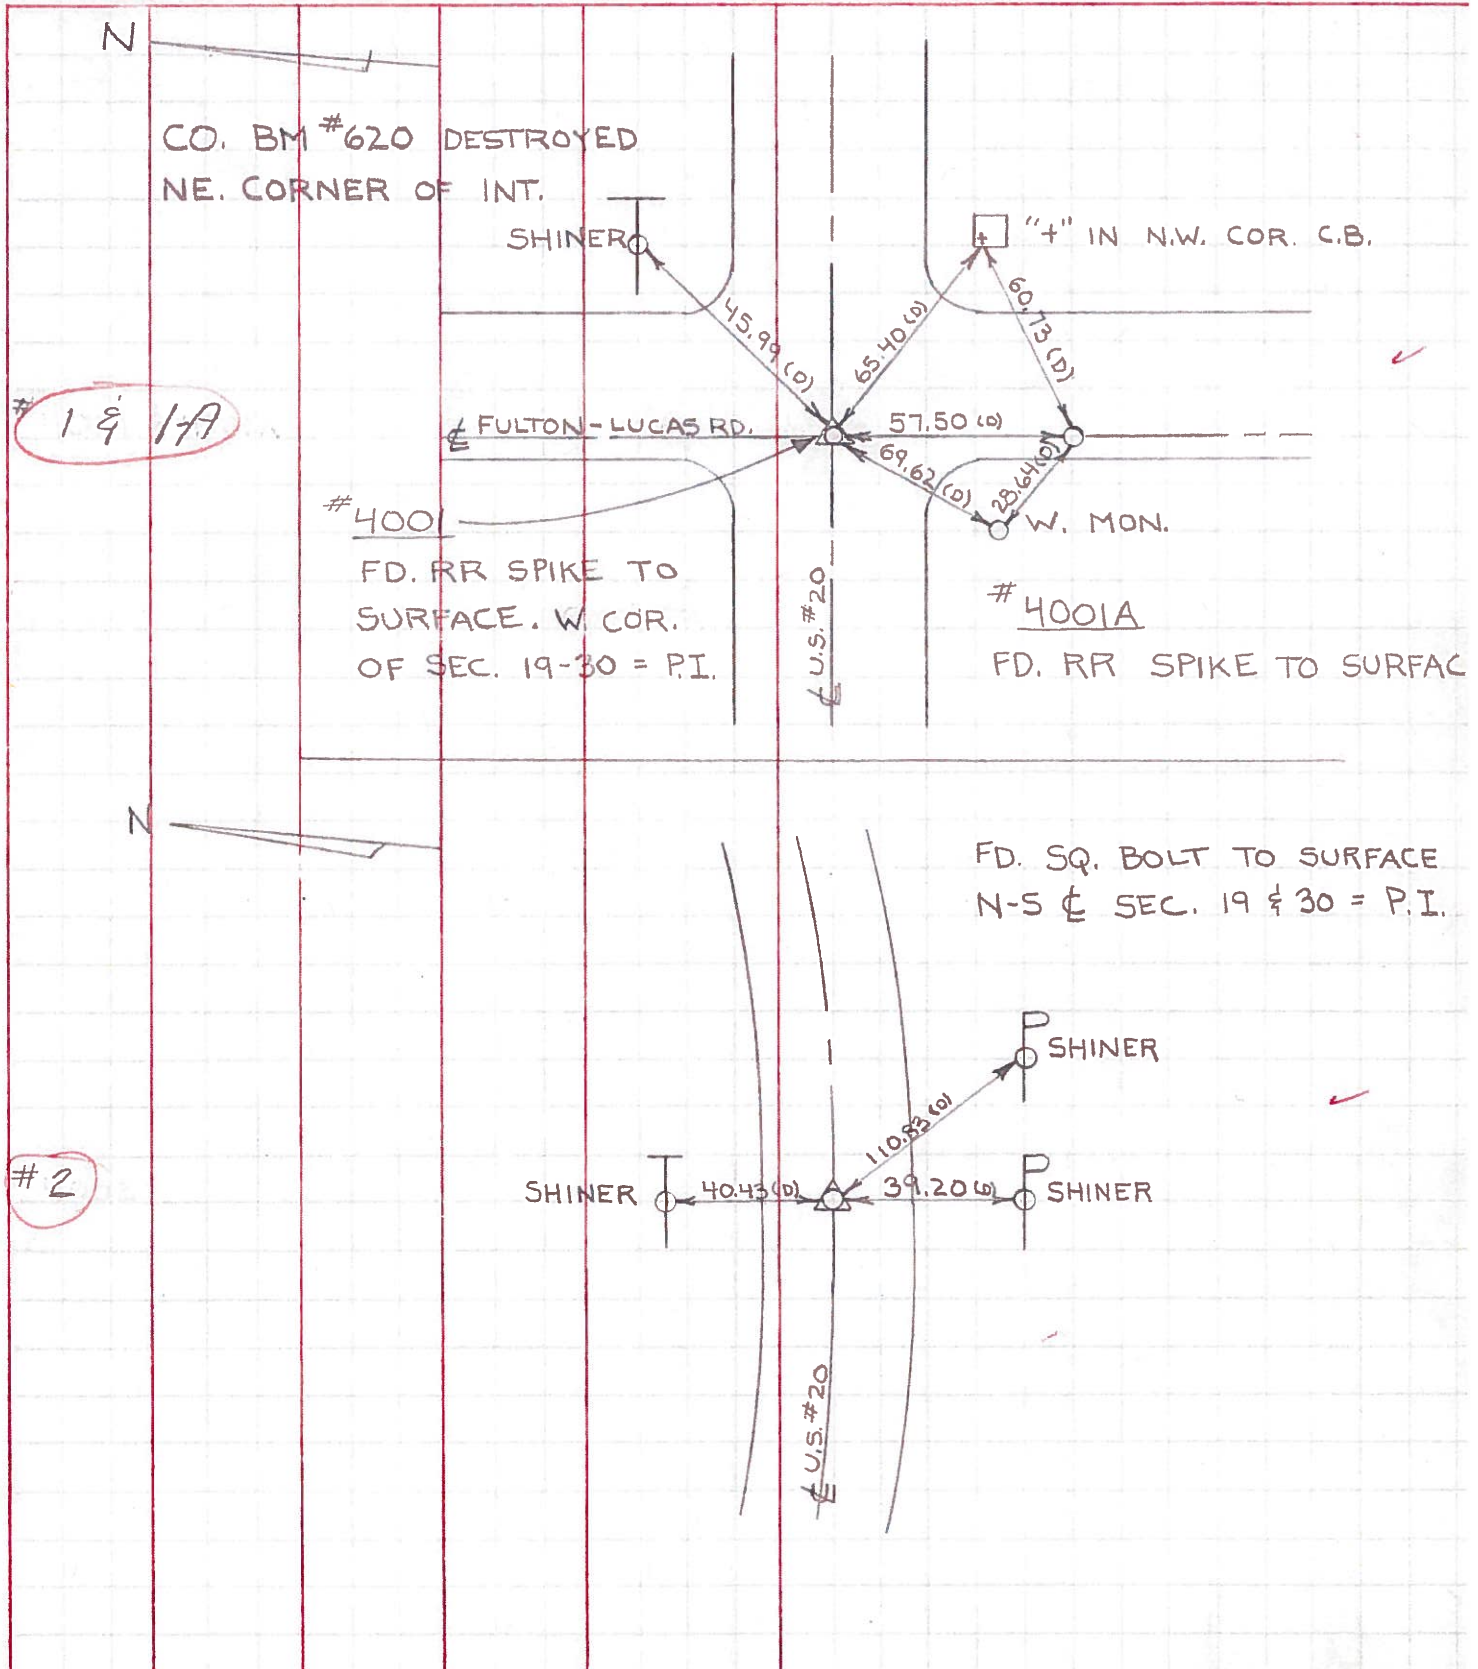 N
CO. BM #620 DESTROYED
NE. CORNER OF INT.
SHINER
"+" IN N.W. COR. C.B.
45.99 (D)
65.40 (D)
60.73 (D)
# 1 & 1-A
℄ FULTON-LUCAS RD.
57.50 (D)
69.62 (D)
28.64 (D)
#4001
W. MON.
FD. RR SPIKE TO
SURFACE. W COR.
OF SEC. 19-30 = P.I.
℄ U.S. #20
#4001A
FD. RR SPIKE TO SURFAC
N
FD. SQ. BOLT TO SURFACE
N-S ℄ SEC. 19 & 30 = P.I.
SHINER
110.83 (D)
#2
SHINER
40.43 (D)
39.20 (D)
SHINER
℄ U.S. #20